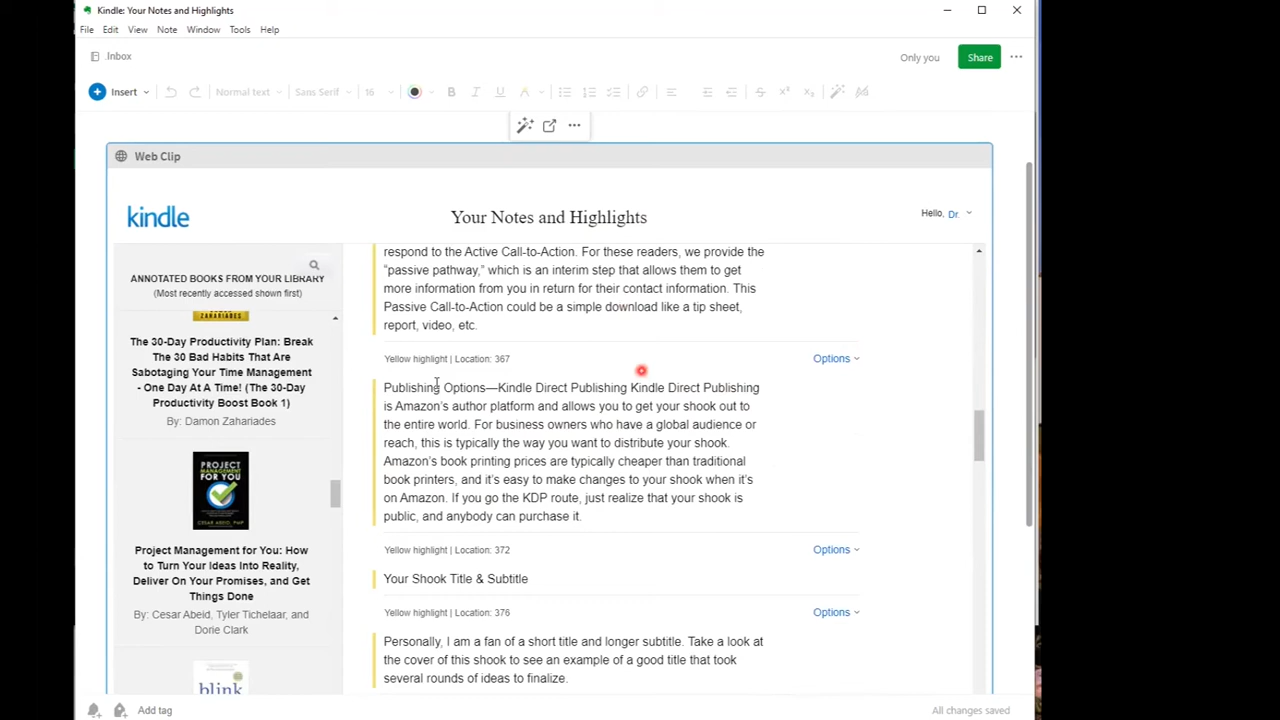 Kindle: Your Notes and Highlights
File Edit View Note Window Tools Help
Inbox
Only you
Share
Insert
Normal text
Sans Serif
16
B I U
Web Clip
kindle
Your Notes and Highlights
Hello, Dr.
ANNOTATED BOOKS FROM YOUR LIBRARY
(Most recently accessed shown first)
ZAHARIADES
The 30-Day Productivity Plan: Break
The 30 Bad Habits That Are
Sabotaging Your Time Management
- One Day At A Time! (The 30-Day
Productivity Boost Book 1)
By: Damon Zahariades
PROJECT
MANAGEMENT
FOR YOU
CESAR ABEID, PMP
Project Management for You: How
to Turn Your Ideas Into Reality,
Deliver On Your Promises, and Get
Things Done
By: Cesar Abeid, Tyler Tichelaar, and
Dorie Clark
blink
respond to the Active Call-to-Action. For these readers, we provide the
“passive pathway,” which is an interim step that allows them to get
more information from you in return for their contact information. This
Passive Call-to-Action could be a simple download like a tip sheet,
report, video, etc.
Yellow highlight | Location: 367
Options
Publishing Options—Kindle Direct Publishing Kindle Direct Publishing
is Amazon’s author platform and allows you to get your shook out to
the entire world. For business owners who have a global audience or
reach, this is typically the way you want to distribute your shook.
Amazon’s book printing prices are typically cheaper than traditional
book printers, and it’s easy to make changes to your shook when it’s
on Amazon. If you go the KDP route, just realize that your shook is
public, and anybody can purchase it.
Yellow highlight | Location: 372
Options
Your Shook Title & Subtitle
Yellow highlight | Location: 376
Options
Personally, I am a fan of a short title and longer subtitle. Take a look at
the cover of this shook to see an example of a good title that took
several rounds of ideas to finalize.
Add tag
All changes saved